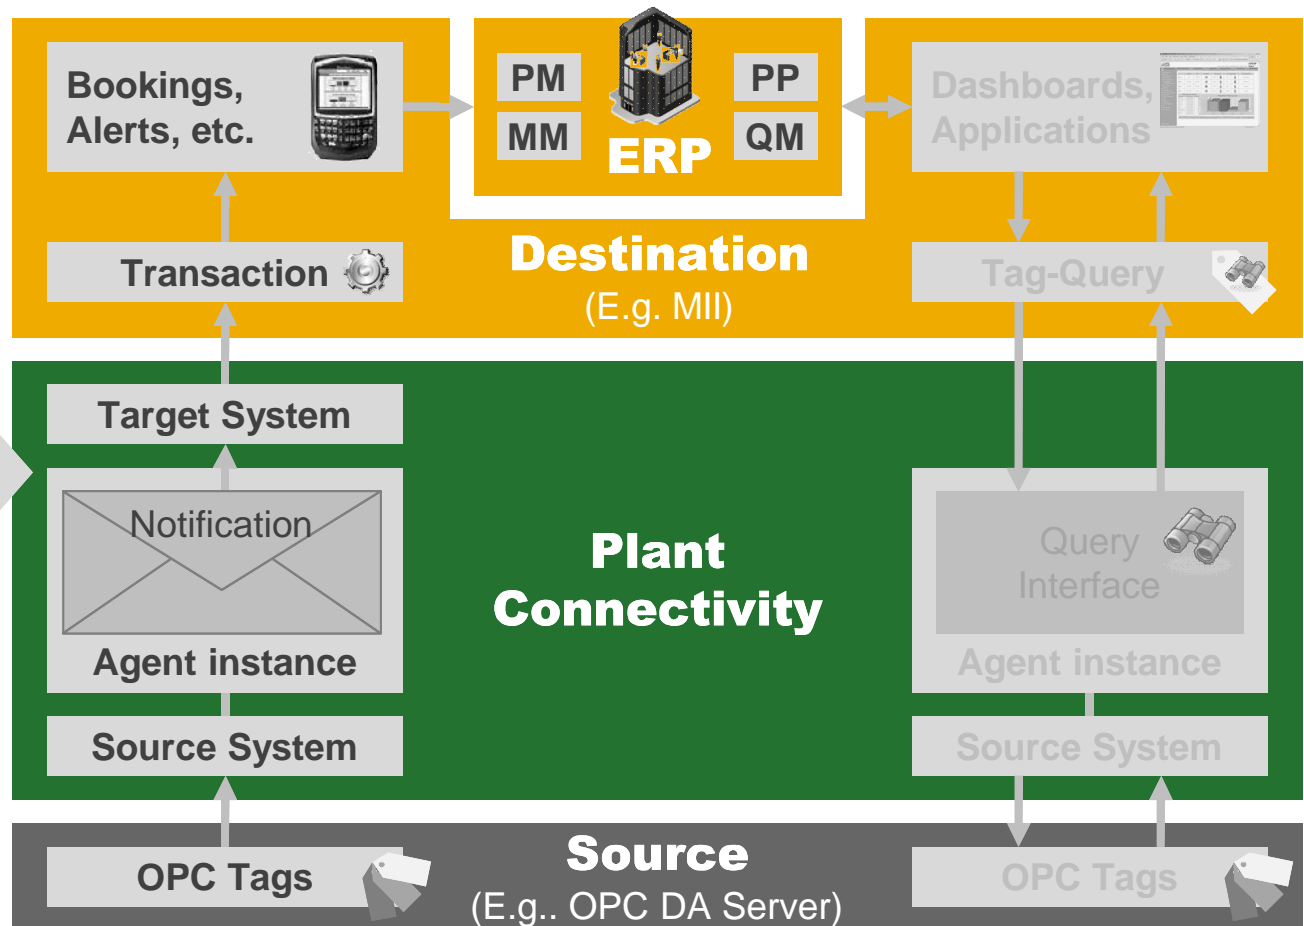 Bookings,
Alerts, etc.
PM
MM
ERP
PP
QM
Dashboards,
Applications
Destination
(E.g. MII)
Transaction
Tag-Query
Target System
Notification
Agent instance
Source System
Plant
Connectivity
Query
Interface
Agent instance
Source System
Source
(E.g.. OPC DA Server)
OPC Tags
OPC Tags